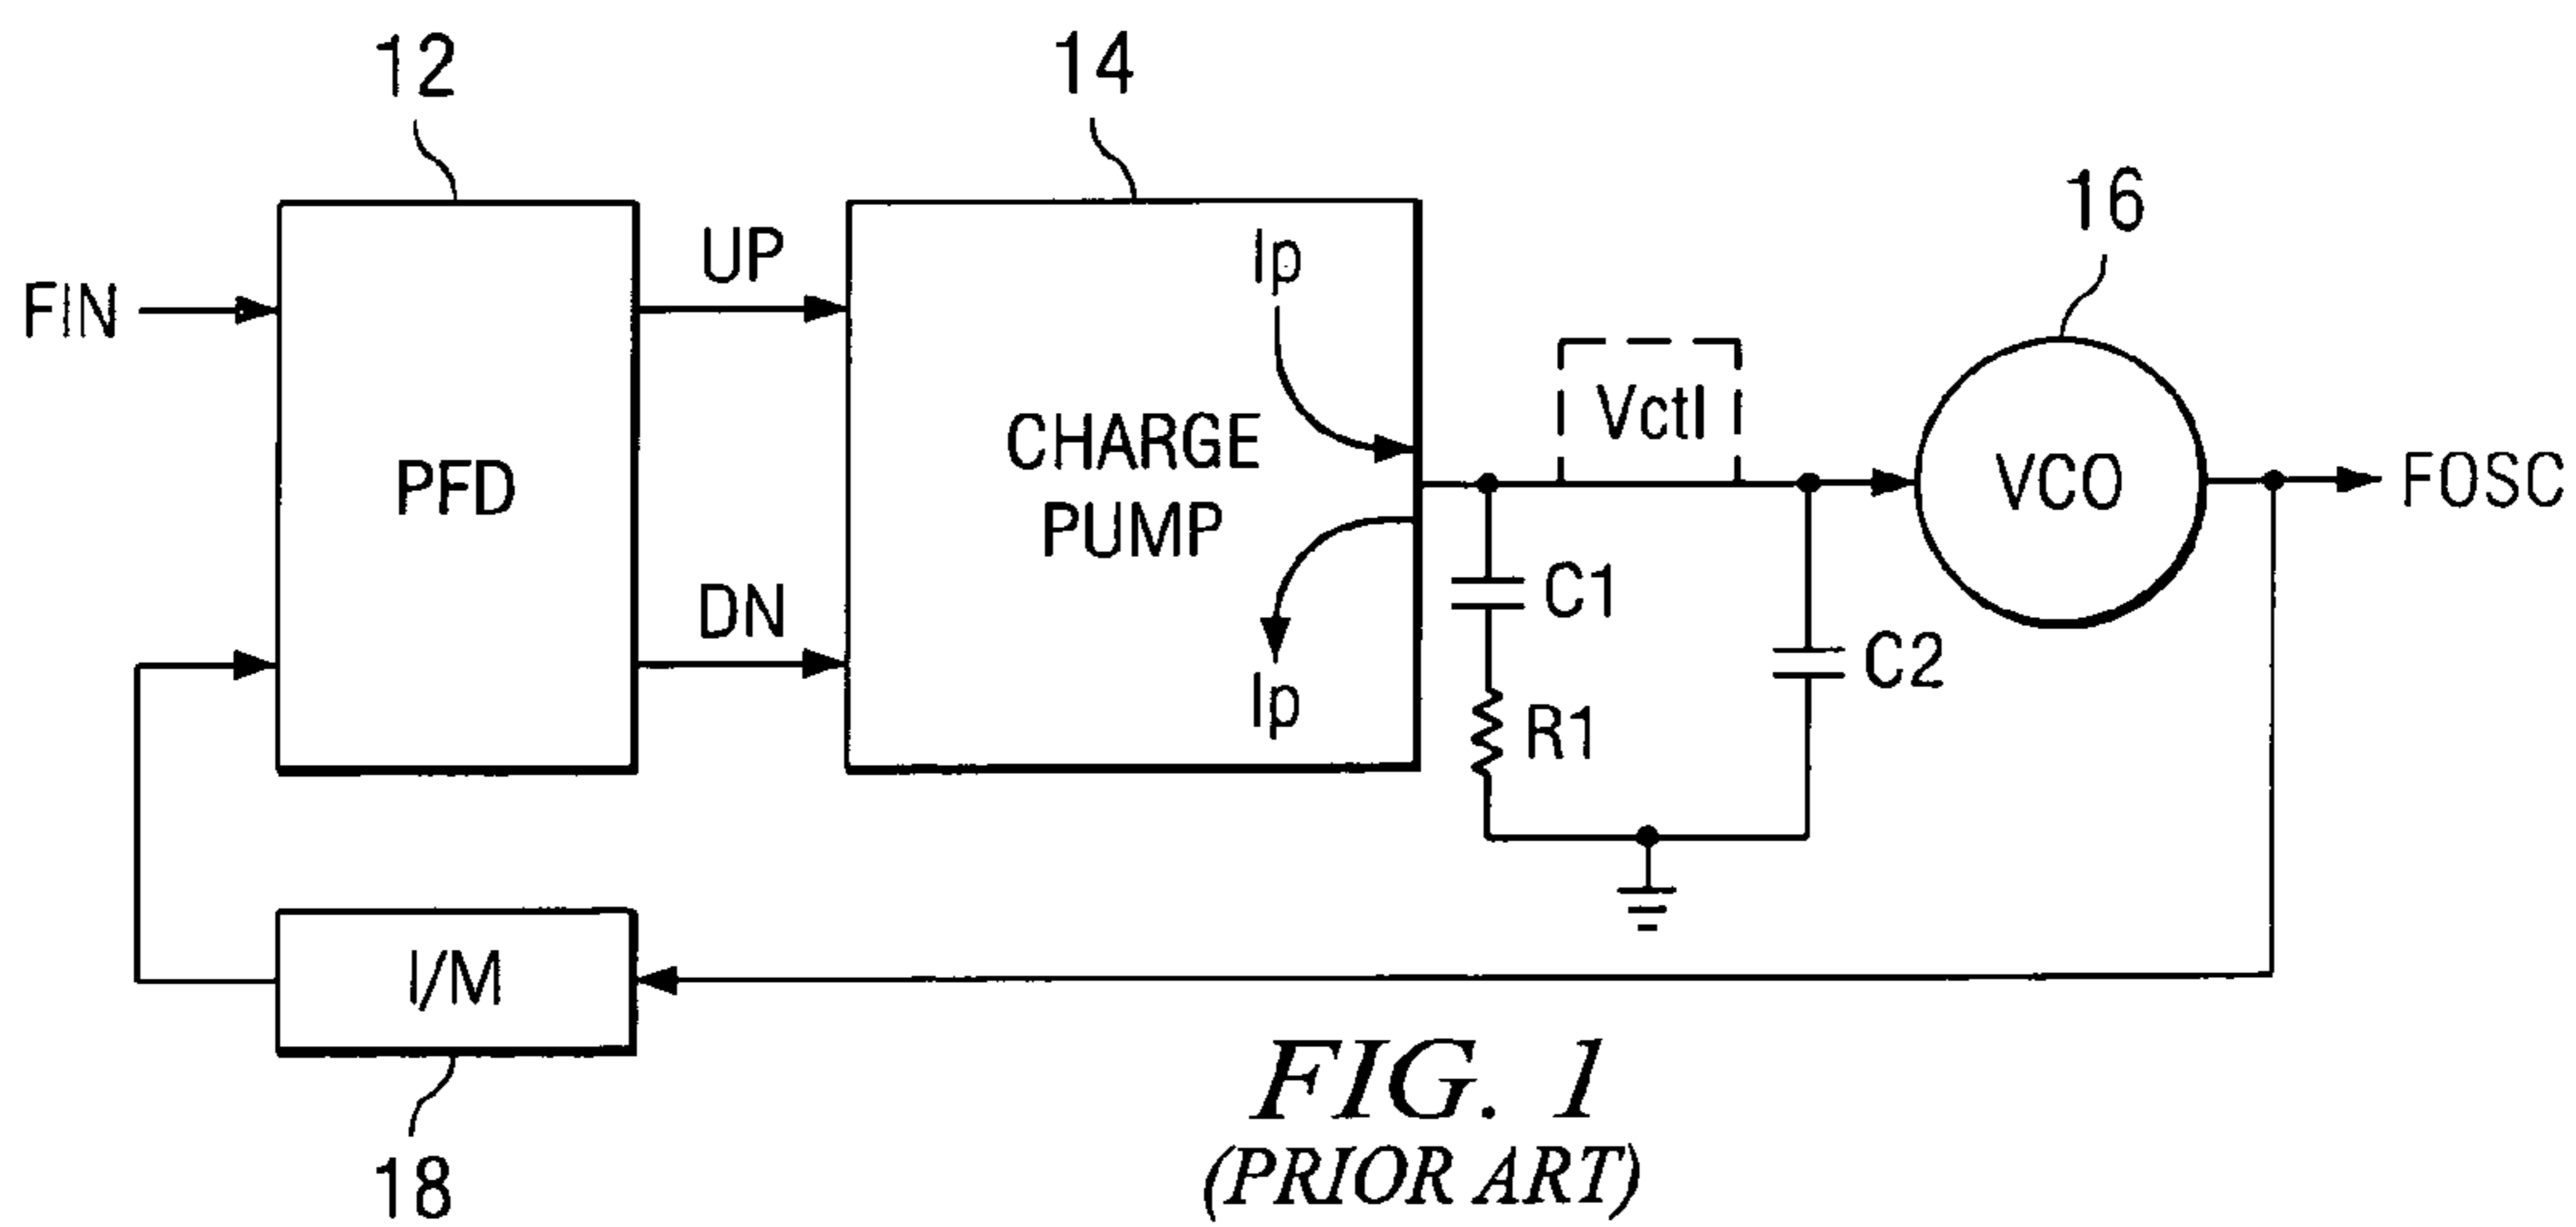 12
14
16
FIN
UP
DN
PFD
Ip
CHARGE
PUMP
Ip
Vctl
VCO
FOSC
C1
R1
C2
I/M
18
FIG. 1
(PRIOR ART)